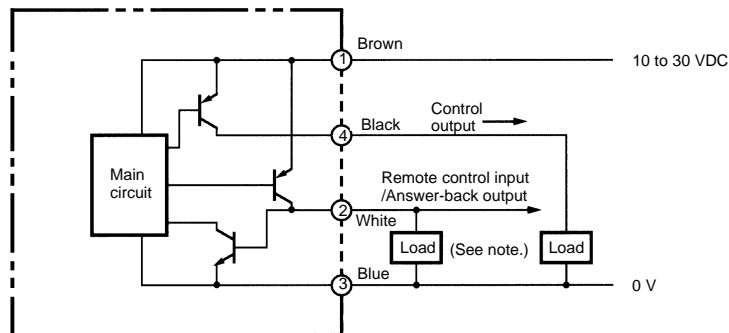 Brown
1
10 to 30 VDC
Control
output
4
Black
Main
circuit
Remote control input
/Answer-back output
2
White
Load
(See note.)
Load
Blue
3
0 V